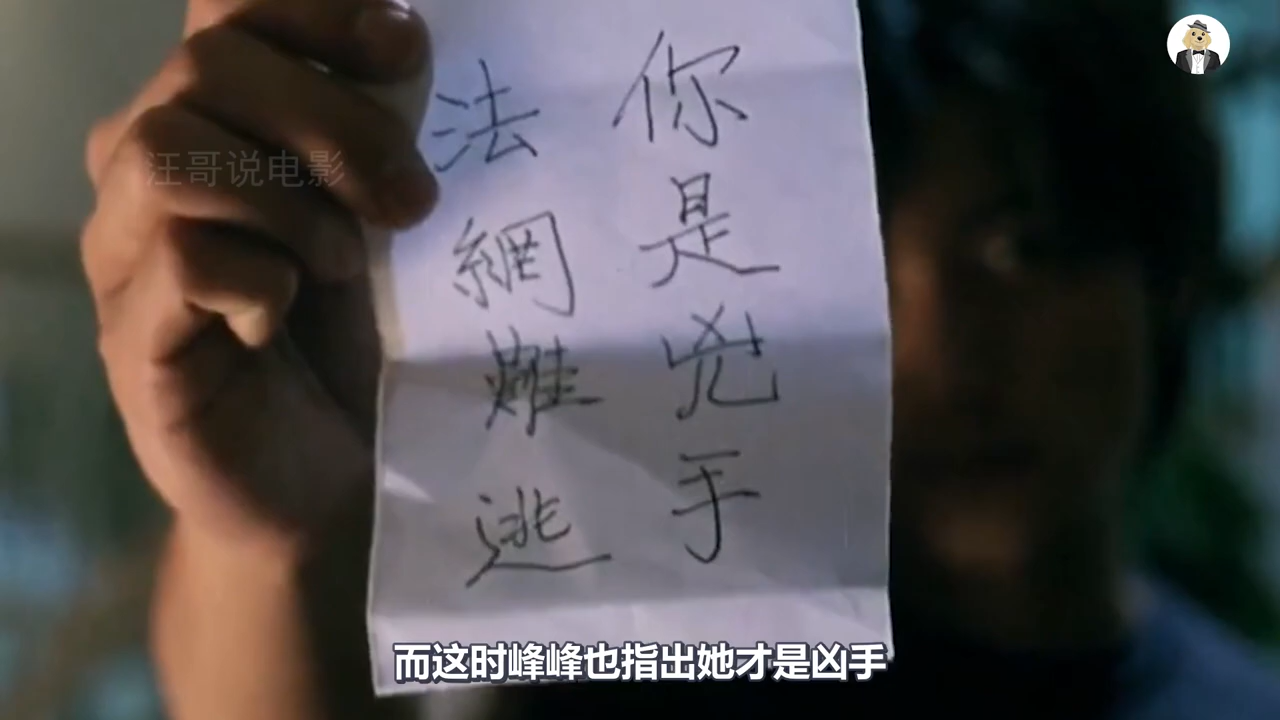 你是兇手
法網難逃
汪哥说电影
而这时峰峰也指出她才是凶手